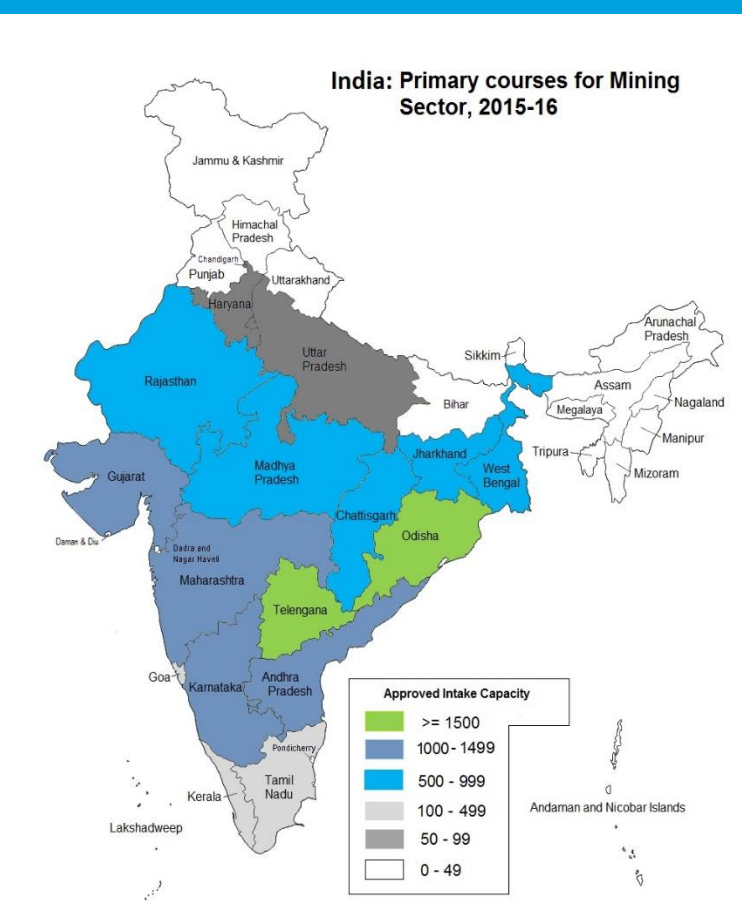 India: Primary courses for Mining
Sector, 2015-16
Jammu & Kashmir
Himachal
Pradesh
Chandigarh
Punjab
Uttarakhand
Haryana
Arunachal
Pradesh
Sikkim
Uttar
Pradesh
Rajasthan
Assam
Bihar
Nagaland
Megalaya
Manipur
Jharkhand
Tripura
Madhya
Pradesh
West
Bengal
Mizoram
Gujarat
Chattisgarh
Odisha
Daman & Diu
Dadra and
Nagar Haveli
Maharashtra
Telengana
Goa
Karnataka
Andhra
Pradesh
Approved Intake Capacity
>= 1500
1000 - 1499
500 - 999
100 - 499
50 - 99
0 - 49
Pondicherry
Tamil
Nadu
Kerala
Lakshadweep
Andaman and Nicobar Islands